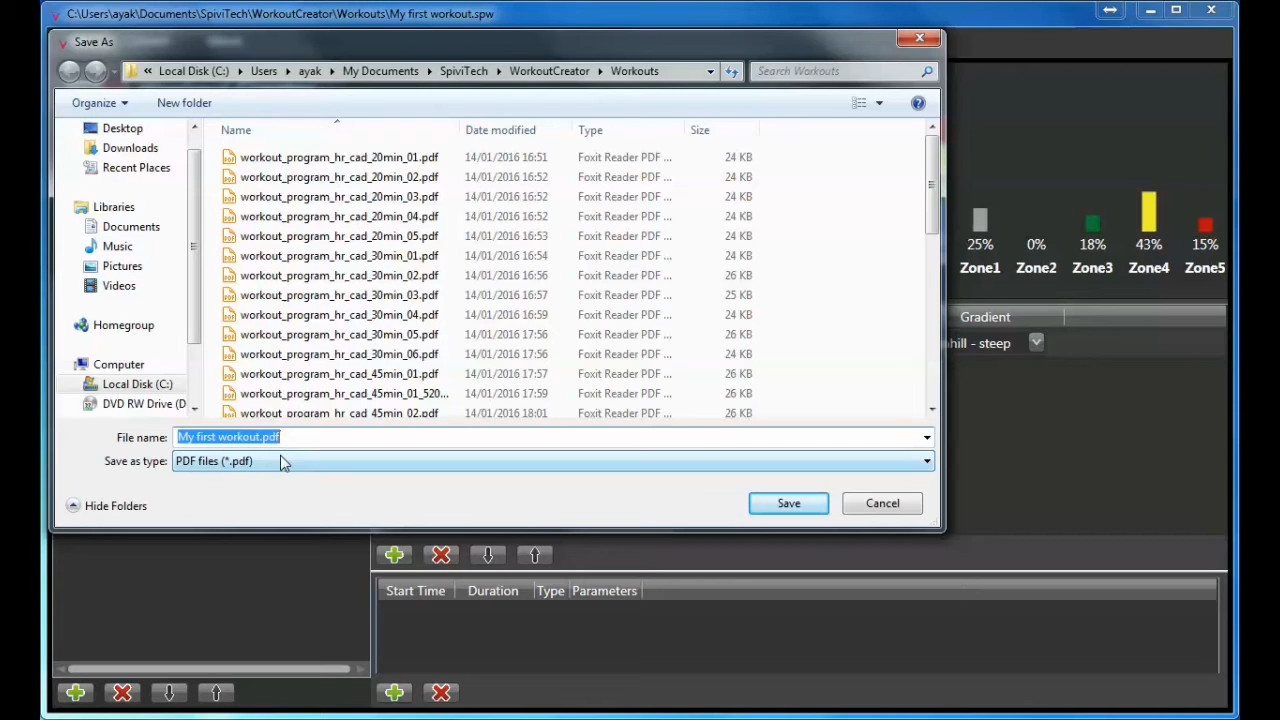 C:\Users\ayak\Documents\SpiviTech\WorkoutCreator\Workouts\My first workout.spw
Save As
« Local Disk (C:) Users ayak My Documents SpiviTech WorkoutCreator Workouts Search Workouts
Organize New folder
Name Date modified Type Size
Desktop
Downloads
Recent Places
Libraries
Documents
Music
Pictures
Videos
Homegroup
Computer
Local Disk (C:)
DVD RW Drive (D
workout_program_hr_cad_20min_01.pdf 14/01/2016 16:51 Foxit Reader PDF ... 24 KB
workout_program_hr_cad_20min_02.pdf 14/01/2016 16:52 Foxit Reader PDF ... 24 KB
workout_program_hr_cad_20min_03.pdf 14/01/2016 16:52 Foxit Reader PDF ... 24 KB
workout_program_hr_cad_20min_04.pdf 14/01/2016 16:52 Foxit Reader PDF ... 24 KB
workout_program_hr_cad_20min_05.pdf 14/01/2016 16:53 Foxit Reader PDF ... 24 KB
workout_program_hr_cad_30min_01.pdf 14/01/2016 16:54 Foxit Reader PDF ... 24 KB
workout_program_hr_cad_30min_02.pdf 14/01/2016 16:56 Foxit Reader PDF ... 26 KB
workout_program_hr_cad_30min_03.pdf 14/01/2016 16:57 Foxit Reader PDF ... 25 KB
workout_program_hr_cad_30min_04.pdf 14/01/2016 16:59 Foxit Reader PDF ... 24 KB
workout_program_hr_cad_30min_05.pdf 14/01/2016 17:56 Foxit Reader PDF ... 26 KB
workout_program_hr_cad_30min_06.pdf 14/01/2016 17:56 Foxit Reader PDF ... 24 KB
workout_program_hr_cad_45min_01.pdf 14/01/2016 17:57 Foxit Reader PDF ... 26 KB
workout_program_hr_cad_45min_01_520... 14/01/2016 17:59 Foxit Reader PDF ... 26 KB
workout_program_hr_cad_45min_02.pdf 14/01/2016 18:01 Foxit Reader PDF ... 26 KB
File name: My first workout.pdf
Save as type: PDF files (*.pdf)
Hide Folders Save Cancel
25% 0% 18% 43% 15%
Zone1 Zone2 Zone3 Zone4 Zone5
Gradient
hill - steep
Start Time Duration Type Parameters